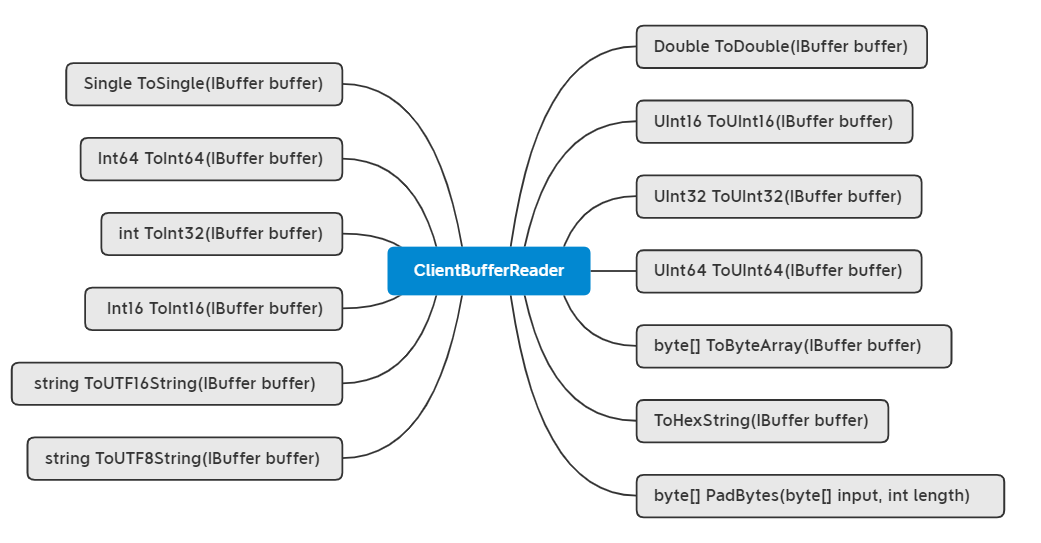 Single ToSingle(IBuffer buffer)
Int64 ToInt64(IBuffer buffer)
int ToInt32(IBuffer buffer)
Int16 ToInt16(IBuffer buffer)
string ToUTF16String(IBuffer buffer)
string ToUTF8String(IBuffer buffer)
ClientBufferReader
Double ToDouble(IBuffer buffer)
UInt16 ToUInt16(IBuffer buffer)
UInt32 ToUInt32(IBuffer buffer)
UInt64 ToUInt64(IBuffer buffer)
byte[] ToByteArray(IBuffer buffer)
ToHexString(IBuffer buffer)
byte[] PadBytes(byte[] input, int length)